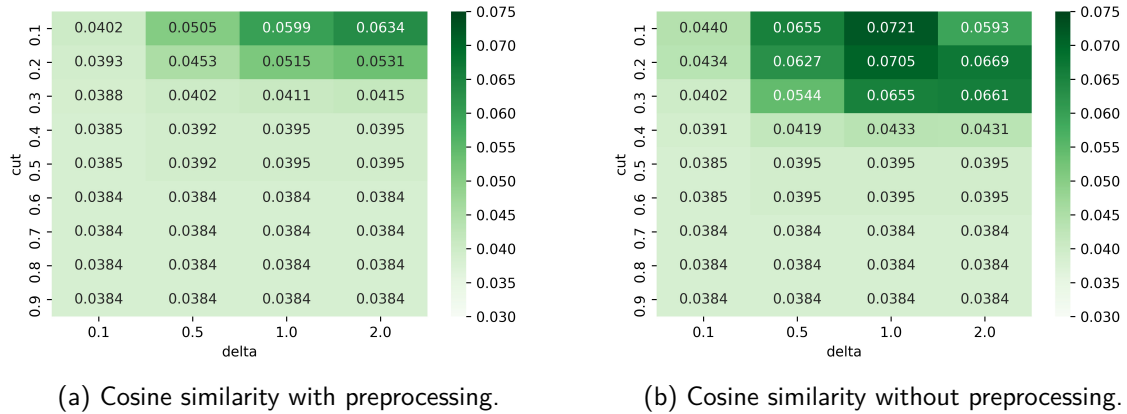 0.1 0.0402 0.0505 0.0599 0.0634
0.2 0.0393 0.0453 0.0515 0.0531
0.3 0.0388 0.0402 0.0411 0.0415
0.4 0.0385 0.0392 0.0395 0.0395
0.5 0.0385 0.0392 0.0395 0.0395
0.6 0.0384 0.0384 0.0384 0.0384
0.7 0.0384 0.0384 0.0384 0.0384
0.8 0.0384 0.0384 0.0384 0.0384
0.9 0.0384 0.0384 0.0384 0.0384
cut
0.1 0.5 1.0 2.0
delta
0.075
0.070
0.065
0.060
0.055
0.050
0.045
0.040
0.035
0.030
(a) Cosine similarity with preprocessing.
0.1 0.0440 0.0655 0.0721 0.0593
0.2 0.0434 0.0627 0.0705 0.0669
0.3 0.0402 0.0544 0.0655 0.0661
0.4 0.0391 0.0419 0.0433 0.0431
0.5 0.0385 0.0395 0.0395 0.0395
0.6 0.0385 0.0395 0.0395 0.0395
0.7 0.0384 0.0384 0.0384 0.0384
0.8 0.0384 0.0384 0.0384 0.0384
0.9 0.0384 0.0384 0.0384 0.0384
cut
0.1 0.5 1.0 2.0
delta
0.075
0.070
0.065
0.060
0.055
0.050
0.045
0.040
0.035
0.030
(b) Cosine similarity without preprocessing.